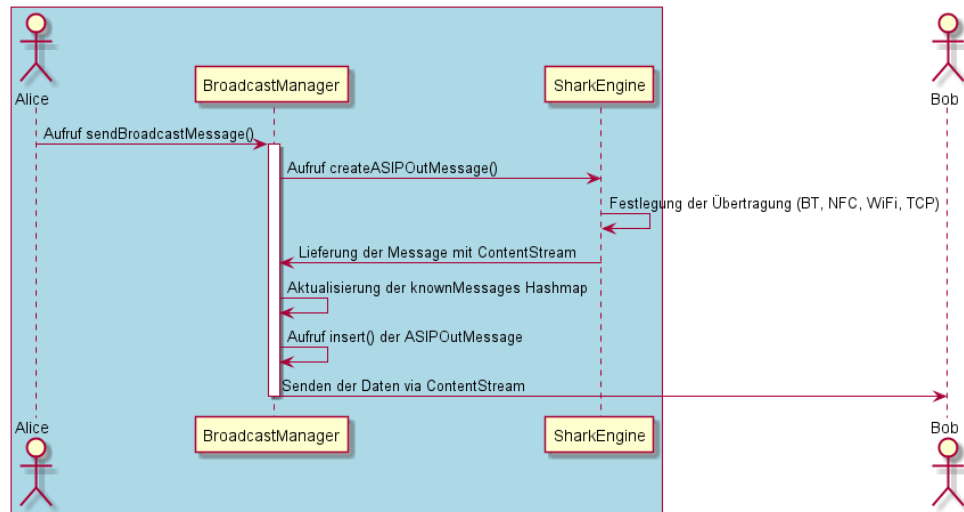 Alice
BroadcastManager
SharkEngine
Bob
Aufruf sendBroadcastMessage()
Aufruf createASIPOutMessage()
Festlegung der Übertragung (BT, NFC, WiFi, TCP)
Lieferung der Message mit ContentStream
Aktualisierung der knownMessages Hashmap
Aufruf insert() der ASIPOutMessage
Senden der Daten via ContentStream
Alice
BroadcastManager
SharkEngine
Bob